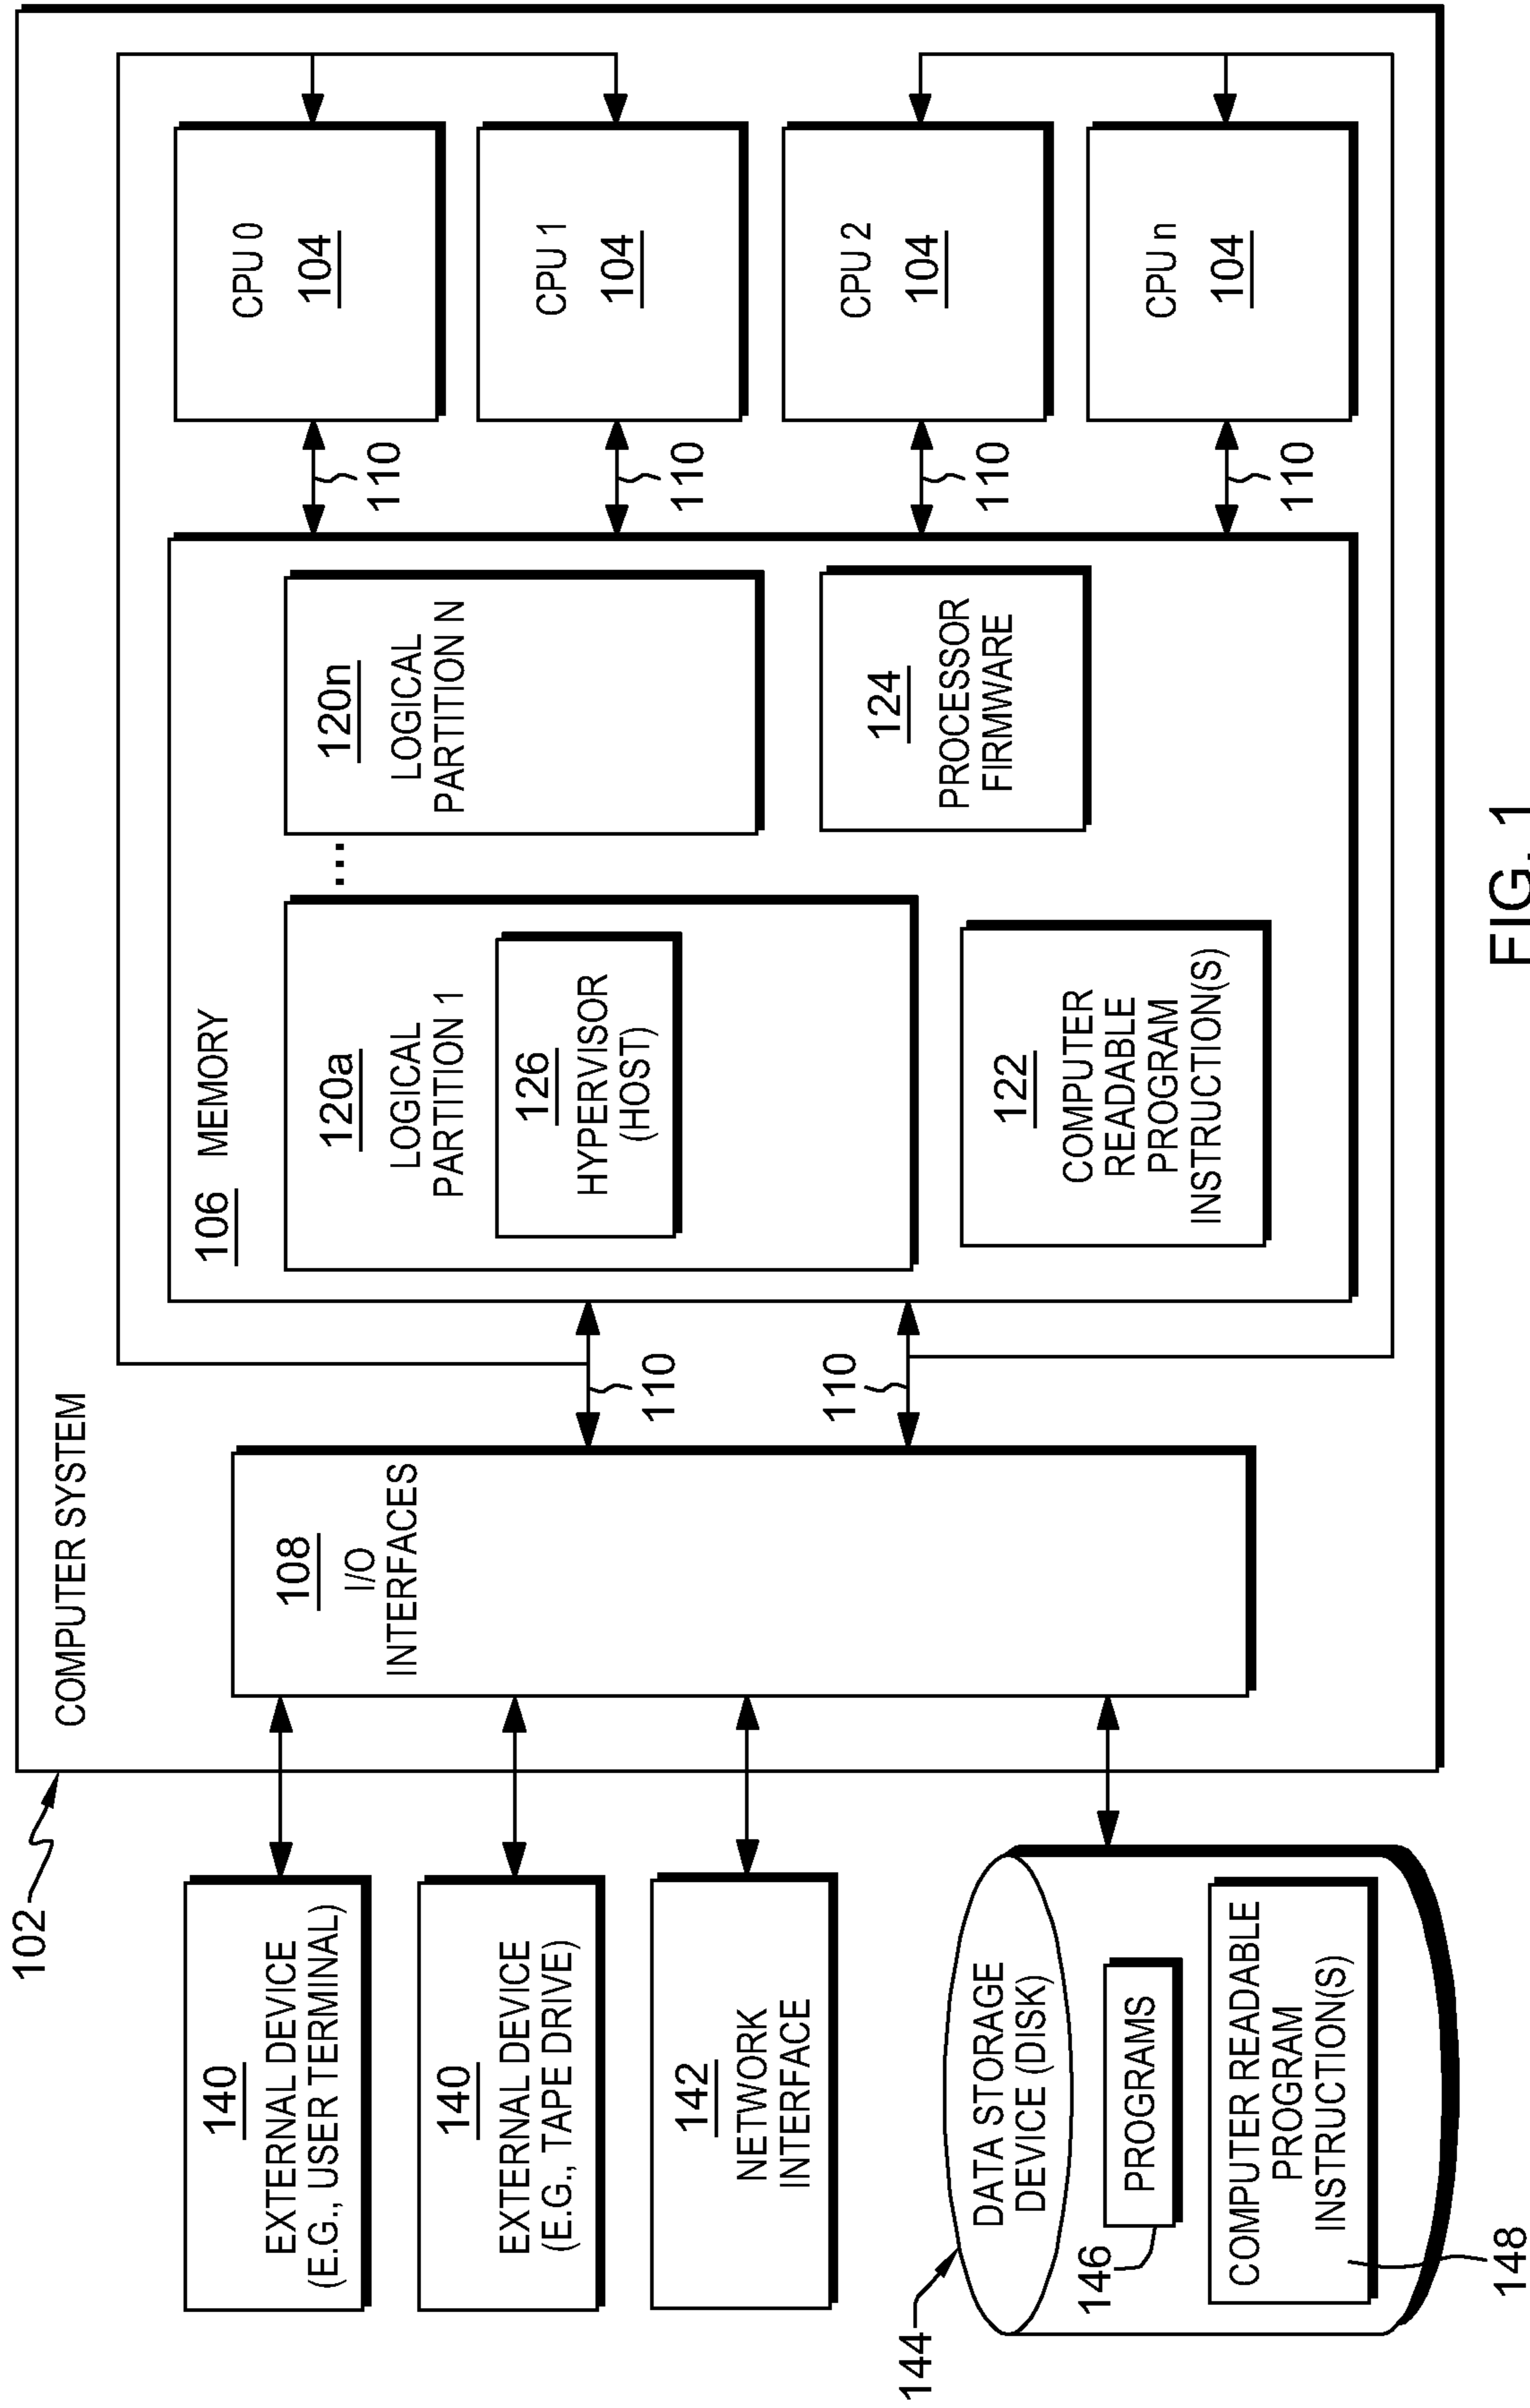 102
COMPUTER SYSTEM
140
EXTERNAL DEVICE
(E.G., USER TERMINAL)
140
EXTERNAL DEVICE
(E.G., TAPE DRIVE)
142
NETWORK
INTERFACE
144
DATA STORAGE
DEVICE (DISK)
146
PROGRAMS
COMPUTER READABLE
PROGRAM
INSTRUCTION(S)
148
108
I/O
INTERFACES
110
110
106 MEMORY
120a
LOGICAL
PARTITION 1
126
HYPERVISOR
(HOST)
...
120n
LOGICAL
PARTITION N
122
COMPUTER
READABLE
PROGRAM
INSTRUCTION(S)
124
PROCESSOR
FIRMWARE
110
110
110
110
CPU 0
104
CPU 1
104
CPU 2
104
CPU n
104
FIG. 1